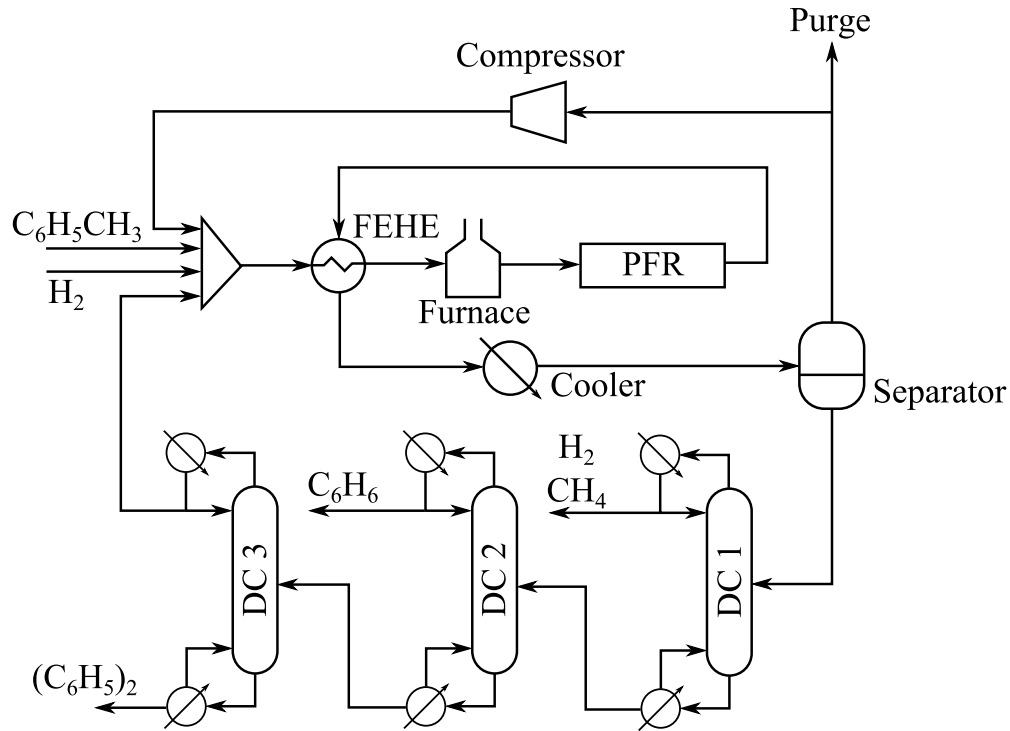 Purge
Compressor
C₆H₅CH₃
FEHE
PFR
H₂
Furnace
Cooler
Separator
H₂
C₆H₆
CH₄
DC 3
DC 2
DC 1
(C₆H₅)₂